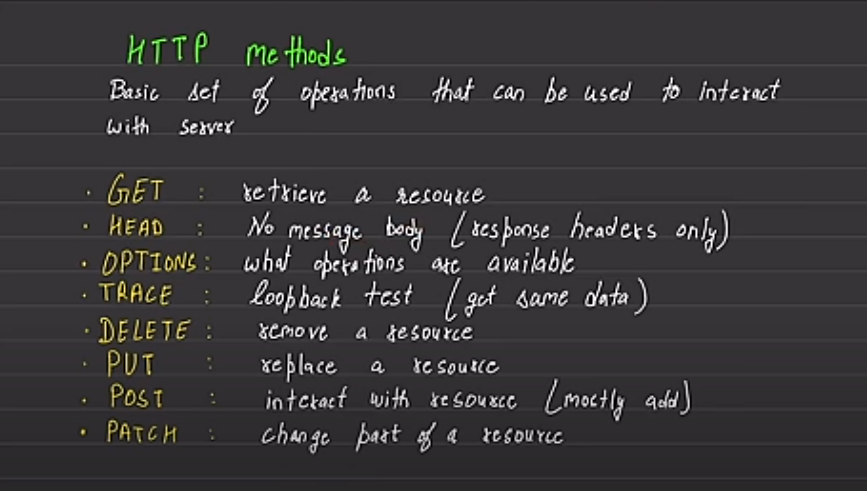 HTTP methods
Basic set of operations that can be used to interact
with server
· GET : retrieve a resource
· HEAD : No message body (response headers only)
· OPTIONS : what operations are available
· TRACE : loopback test (get same data)
· DELETE : remove a resource
· PUT : replace a resource
· POST : interact with resource (mostly add)
· PATCH : change part of a resource